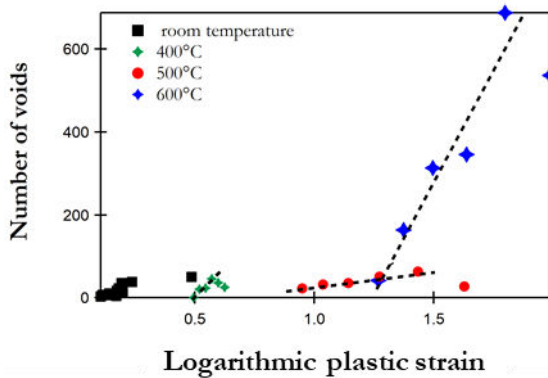 room temperature
400°C
500°C
600°C
Number of voids
600
400
200
0
0.5
1.0
1.5
Logarithmic plastic strain